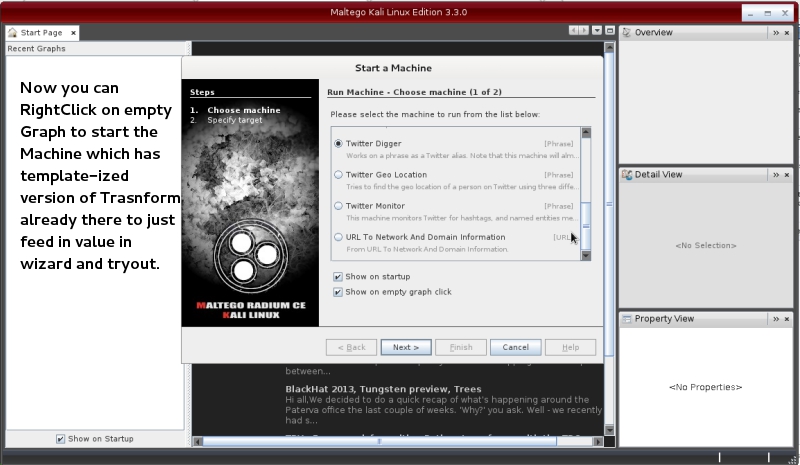 Maltego Kali Linux Edition 3.3.0
Start Page
Recent Graphs
Now you can
RightClick on empty
Graph to start the
Machine which has
template-ized
version of Trasnform
already there to just
feed in value in
wizard and tryout.
Show on Startup
Start a Machine
Steps
1. Choose machine
2. Specify target
MALTEGO RADIUM CE
KALI LINUX
Run Machine - Choose machine (1 of 2)
Please select the machine to run from the list below:
Twitter Digger [Phrase]
Works on a phrase as a Twitter alias. Note that this machine will alm...
Twitter Geo Location [Phrase]
Tries to find the geo location of a person on Twitter using three diffe...
Twitter Monitor [Phrase]
This machine monitors Twitter for hashtags, and named entities me...
URL To Network And Domain Information [URL]
From URL To Network And Domain Information.
Show on startup
Show on empty graph click
< Back
Next >
Finish
Cancel
Help
between...
BlackHat 2013, Tungsten preview, Trees
Hi all,We decided to do a quick recap of what's happening around the
Paterva office the last couple of weeks. 'Why?' you ask. Well - we recently
had s...
Overview
Detail View
<No Selection>
Property View
<No Properties>